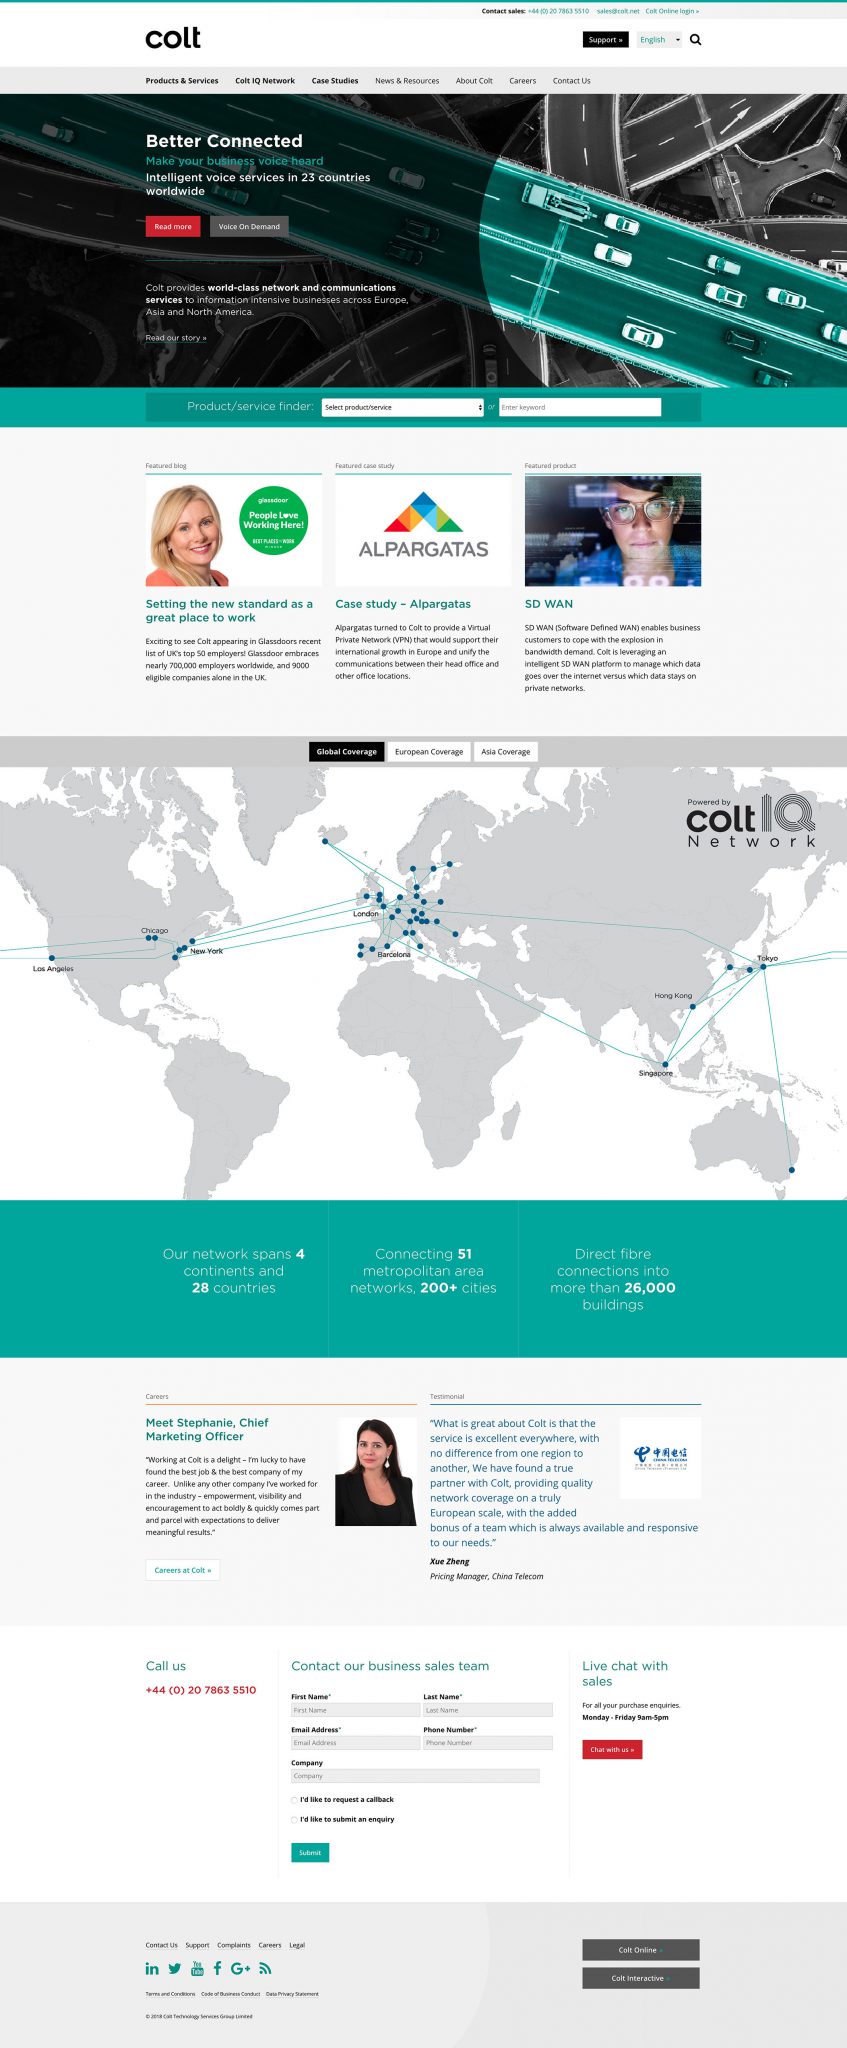 Contact sales: +44 (0) 20 7863 5510 sales@colt.net Colt Online login »
colt
Support »
English
Products & Services Colt IQ Network Case Studies News & Resources About Colt Careers Contact Us
Better Connected
Make your business voice heard
Intelligent voice services in 23 countries
worldwide
Read more
Voice On Demand
Colt provides world-class network and communications
services to information intensive businesses across Europe,
Asia and North America.
Read our story »
Product/service finder:
Select product/service
or
Enter keyword
Featured blog
glassdoor
People Love
Working Here!
BEST PLACES to WORK
WINNER
Setting the new standard as a
great place to work
Exciting to see Colt appearing in Glassdoors recent
list of UK's top 50 employers! Glassdoor embraces
nearly 700,000 employers worldwide, and 9000
eligible companies alone in the UK.
Featured case study
ALPARGATAS
Case study – Alpargatas
Alpargatas turned to Colt to provide a Virtual
Private Network (VPN) that would support their
international growth in Europe and unify the
communications between their head office and
other office locations.
Featured product
SD WAN
SD WAN (Software Defined WAN) enables business
customers to cope with the explosion in
bandwidth demand. Colt is leveraging an
intelligent SD WAN platform to manage which data
goes over the internet versus which data stays on
private networks.
Global Coverage
European Coverage
Asia Coverage
Powered by
colt IQ
Network
London
Chicago
New York
Los Angeles
Barcelona
Tokyo
Hong Kong
Singapore
Our network spans 4
continents and
28 countries
Connecting 51
metropolitan area
networks, 200+ cities
Direct fibre
connections into
more than 26,000
buildings
Careers
Meet Stephanie, Chief
Marketing Officer
"Working at Colt is a delight – I'm lucky to have
found the best job & the best company of my
career. Unlike any other company I've worked for
in the industry – empowerment, visibility and
encouragement to act boldly & quickly comes part
and parcel with expectations to deliver
meaningful results."
Careers at Colt »
Testimonial
"What is great about Colt is that the
service is excellent everywhere, with
no difference from one region to
another, We have found a true
partner with Colt, providing quality
network coverage on a truly
European scale, with the added
bonus of a team which is always available and responsive
to our needs."
中国电信
CHINA TELECOM
Xue Zheng
Pricing Manager, China Telecom
Call us
+44 (0) 20 7863 5510
Contact our business sales team
First Name* Last Name*
First Name Last Name
Email Address* Phone Number*
Email Address Phone Number
Company
Company
I'd like to request a callback
I'd like to submit an enquiry
Submit
Live chat with
sales
For all your purchase enquiries.
Monday - Friday 9am-5pm
Chat with us »
Contact Us Support Complaints Careers Legal
in You Tube f G+
Terms and Conditions Code of Business Conduct Data Privacy Statement
© 2018 Colt Technology Services Group Limited
Colt Online »
Colt Interactive »